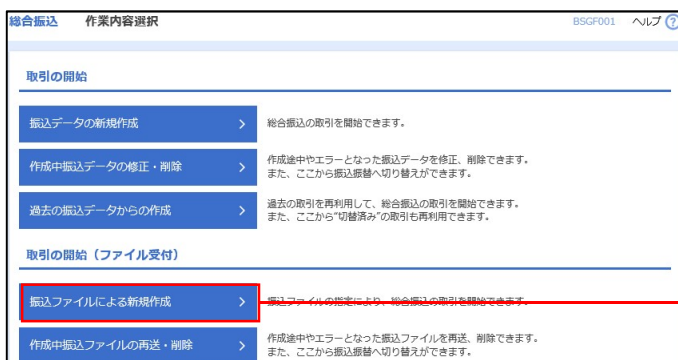 総合振込 作業内容選択 BSGF001 ヘルプ ?
取引の開始
振込データの新規作成 > 総合振込の取引を開始できます。
作成中振込データの修正・削除 > 作成途中やエラーとなった振込データを修正、削除できます。
また、ここから振込振替へ切り替えができます。
過去の振込データからの作成 > 過去の取引を再利用して、総合振込の取引を開始できます。
また、ここから“切替済み”の取引も再利用できます。
取引の開始（ファイル受付）
振込ファイルによる新規作成 > 振込ファイルの指定により、総合振込の取引を開始できます。
作成中振込ファイルの再送・削除 > 作成途中やエラーとなった振込ファイルを再送、削除できます。
また、ここから振込振替へ切り替えができます。